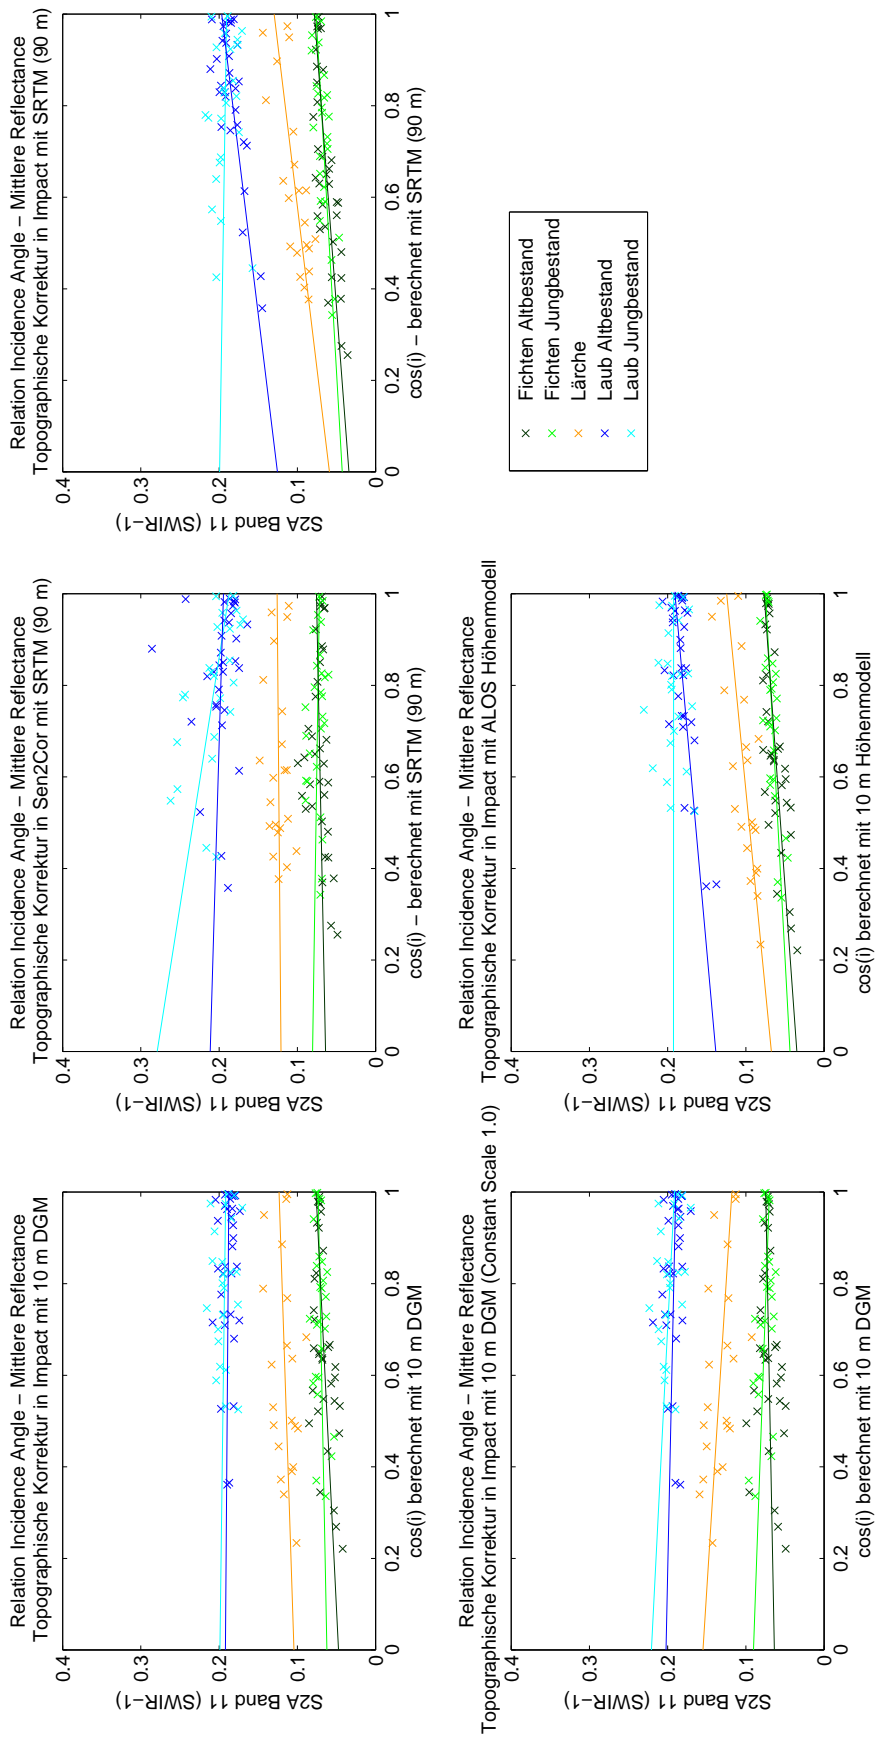 Relation Incidence Angle − Mittlere Reflectance
Topographische Korrektur in Impact mit 10 m DGM
0.4
0.3
0.2
0.1
0
S2A Band 11 (SWIR−1)
0 0.2 0.4 0.6 0.8 1
cos(i) berechnet mit 10 m DGM
Relation Incidence Angle − Mittlere Reflectance
Topographische Korrektur in Sen2Cor mit SRTM (90 m)
0.4
0.3
0.2
0.1
0
S2A Band 11 (SWIR−1)
0 0.2 0.4 0.6 0.8 1
cos(i) − berechnet mit SRTM (90 m)
Relation Incidence Angle − Mittlere Reflectance
Topographische Korrektur in Impact mit SRTM (90 m)
0.4
0.3
0.2
0.1
0
S2A Band 11 (SWIR−1)
0 0.2 0.4 0.6 0.8 1
cos(i) − berechnet mit SRTM (90 m)
Relation Incidence Angle − Mittlere Reflectance
Topographische Korrektur in Impact mit 10 m DGM (Constant Scale 1.0)
0.4
0.3
0.2
0.1
0
S2A Band 11 (SWIR−1)
0 0.2 0.4 0.6 0.8 1
cos(i) berechnet mit 10 m DGM
Relation Incidence Angle − Mittlere Reflectance
Topographische Korrektur in Impact mit ALOS Höhenmodell
0.4
0.3
0.2
0.1
0
S2A Band 11 (SWIR−1)
0 0.2 0.4 0.6 0.8 1
cos(i) berechnet mit 10 m Höhenmodell
Fichten Altbestand
Fichten Jungbestand
Lärche
Laub Altbestand
Laub Jungbestand